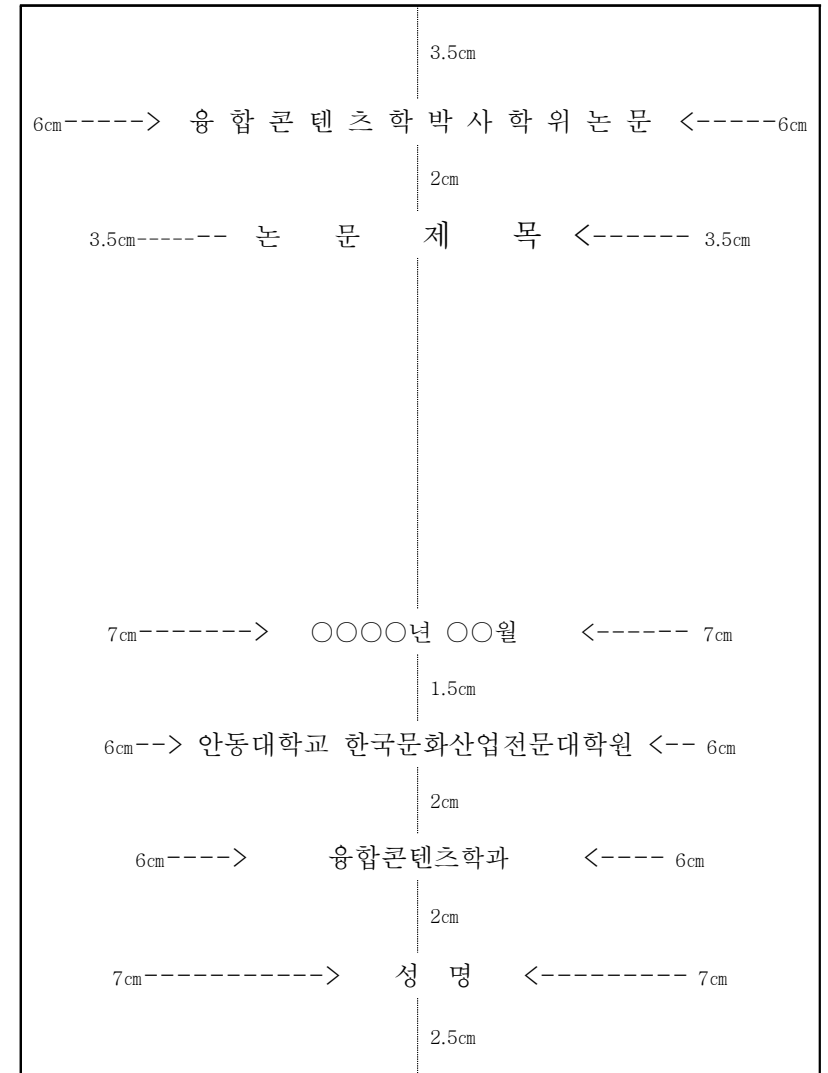 3.5㎝
6㎝-----> 융 합 콘 텐 츠 학 박 사 학 위 논 문 <-----6㎝
2㎝
3.5㎝------- 논 문 제 목 <------ 3.5㎝
7㎝-------> ○○○○년 ○○월 <------ 7㎝
1.5㎝
6㎝--> 안동대학교 한국문화산업전문대학원 <-- 6㎝
2㎝
6㎝----> 융합콘텐츠학과 <---- 6㎝
2㎝
7㎝-----------> 성 명 <--------- 7㎝
2.5㎝